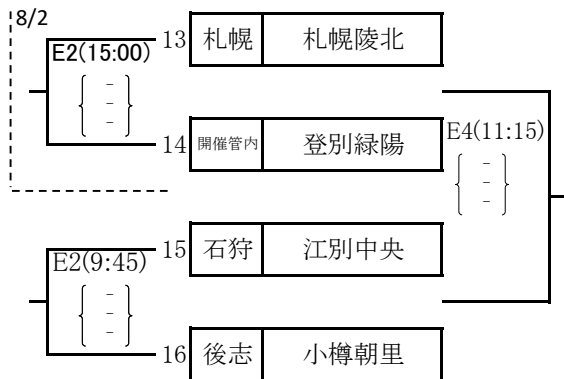 8/2
E2(15:00)
- - -
13 札幌 札幌陵北
14 開催管内 登別緑陽
E4(11:15)
- - -
15 石狩 江別中央
E2(9:45)
- - -
16 後志 小樽朝里